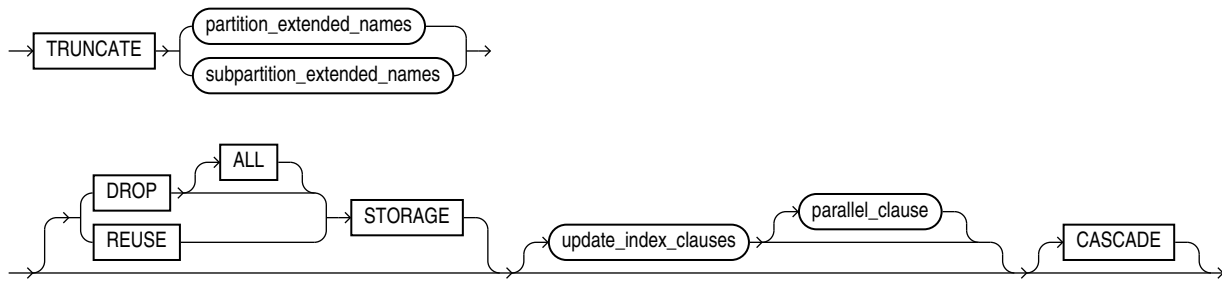 partition_extended_names
TRUNCATE
subpartition_extended_names
ALL
DROP
parallel_clause
STORAGE
REUSE
update_index_clauses
CASCADE